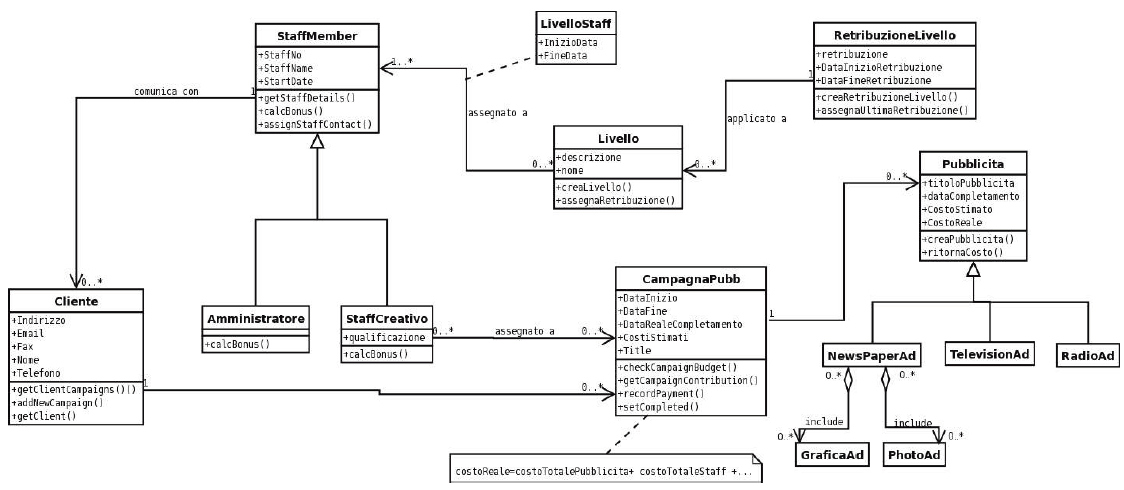 StaffMember
+StaffNo
+StaffName
+StartDate
+getStaffDetails()
+calcBonus()
+assignStaffContact()
LivelloStaff
+InizioData
+FineData
RetribuzioneLivello
+retribuzione
+DataInizioRetribuzione
+DataFineRetribuzione
+creaRetribuzioneLivello()
+assegnaUltimaRetribuzione()
1..*
1
comunica con
1
assegnato a
applicato a
Livello
+descrizione
+nome
+creaLivello()
+assegnaRetribuzione()
0..*
0..*
Pubblicita
+titoloPubblicita
+dataCompletamento
+CostoStimato
+CostoReale
+creaPubblicita()
+ritornaCosto()
0..*
0..*
Cliente
+Indirizzo
+Email
+Fax
+Nome
+Telefono
+getClientCampaigns()()
+addNewCampaign()
+getClient()
1
Amministratore
+calcBonus()
StaffCreativo
+qualificazione
+calcBonus()
0..*
assegnato a
0..*
0..*
CampagnaPubb
+DataInizio
+DataFine
+DataRealeCompletamento
+CostiStimati
+Title
+checkCampaignBudget()
+getCampaignContribution()
+recordPayment()
+setCompleted()
1
NewsPaperAd
TelevisionAd
RadioAd
0..*
0..*
include
include
0..*
0..*
GraficaAd
PhotoAd
costoReale=costoTotalePubblicita+ costoTotaleStaff +...